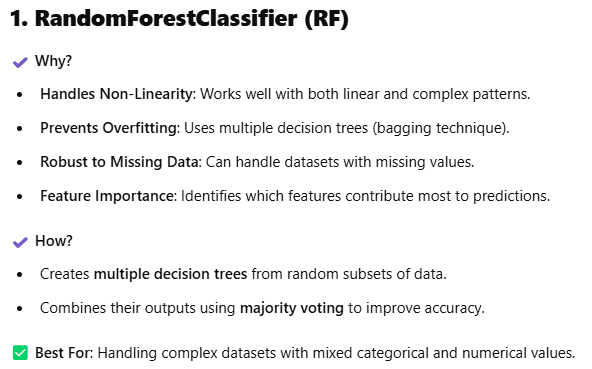 1. RandomForestClassifier (RF)
✔ Why?
• Handles Non-Linearity: Works well with both linear and complex patterns.
• Prevents Overfitting: Uses multiple decision trees (bagging technique).
• Robust to Missing Data: Can handle datasets with missing values.
• Feature Importance: Identifies which features contribute most to predictions.
✔ How?
• Creates multiple decision trees from random subsets of data.
• Combines their outputs using majority voting to improve accuracy.
✅ Best For: Handling complex datasets with mixed categorical and numerical values.